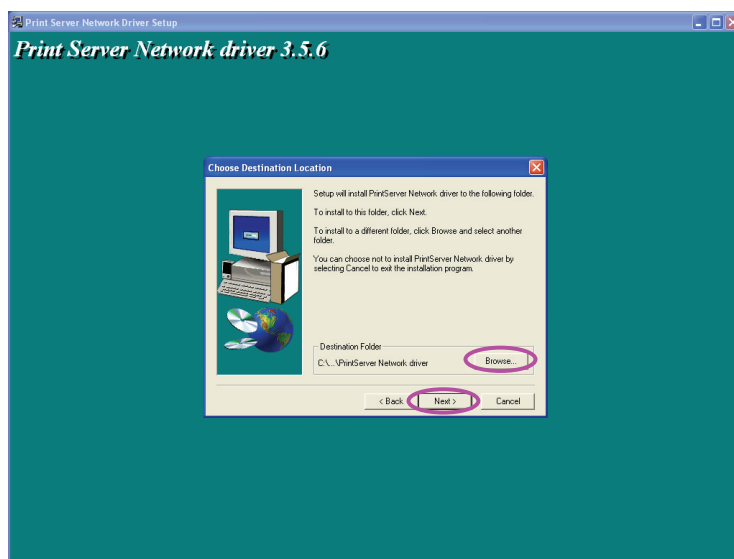 Print Server Network Driver Setup
Print Server Network driver 3.5.6
Choose Destination Location
Setup will install PrintServer Network driver to the following folder.
To install to this folder, click Next.
To install to a different folder, click Browse and select another
folder.
You can choose not to install PrintServer Network driver by
selecting Cancel to exit the installation program.
Destination Folder
C:\...\PrintServer Network driver
Browse...
< Back
Next >
Cancel